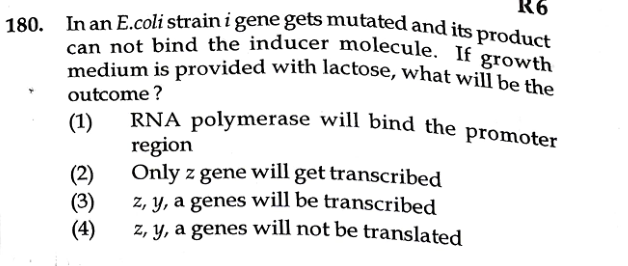 R6
180. In an E.coli strain i gene gets mutated and its product
can not bind the inducer molecule. If growth
medium is provided with lactose, what will be the
outcome ?
(1) RNA polymerase will bind the promoter
region
(2) Only z gene will get transcribed
(3) z, y, a genes will be transcribed
(4) z, y, a genes will not be translated